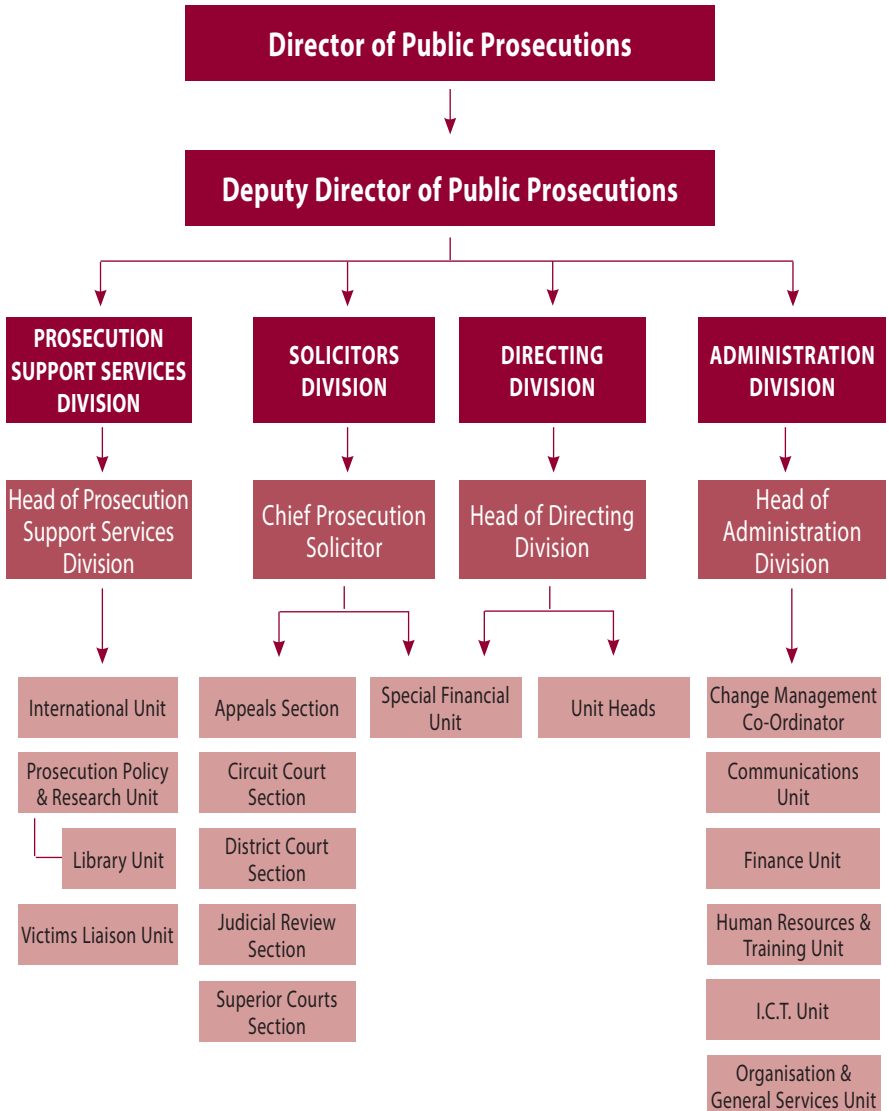 Director of Public Prosecutions
Deputy Director of Public Prosecutions
PROSECUTION
SUPPORT SERVICES
DIVISION
SOLICITORS
DIVISION
DIRECTING
DIVISION
ADMINISTRATION
DIVISION
Head of Prosecution
Support Services
Division
Chief Prosecution
Solicitor
Head of Directing
Division
Head of
Administration
Division
International Unit
Prosecution Policy
& Research Unit
Library Unit
Victims Liaison Unit
Appeals Section
Circuit Court
Section
District Court
Section
Judicial Review
Section
Superior Courts
Section
Special Financial
Unit
Unit Heads
Change Management
Co-Ordinator
Communications
Unit
Finance Unit
Human Resources &
Training Unit
I.C.T. Unit
Organisation &
General Services Unit